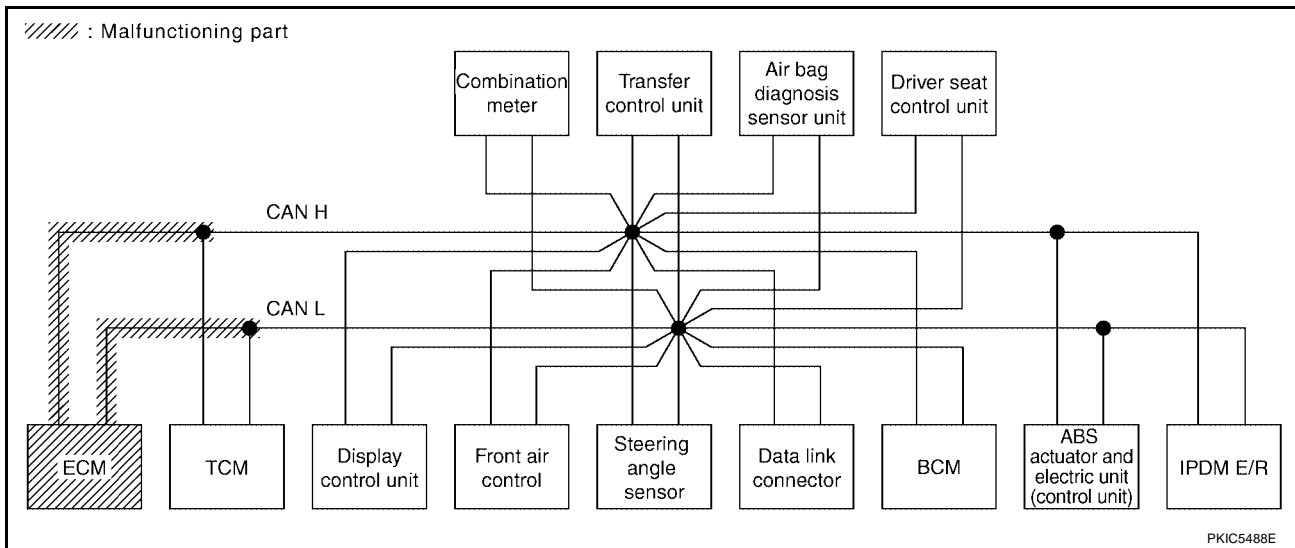 : Malfunctioning part
Combination
meter
Transfer
control unit
Air bag
diagnosis
sensor unit
Driver seat
control unit
CAN H
CAN L
ECM
TCM
Display
control unit
Front air
control
Steering
angle
sensor
Data link
connector
BCM
ABS
actuator and
electric unit
(control unit)
IPDM E/R
PKIC5488E